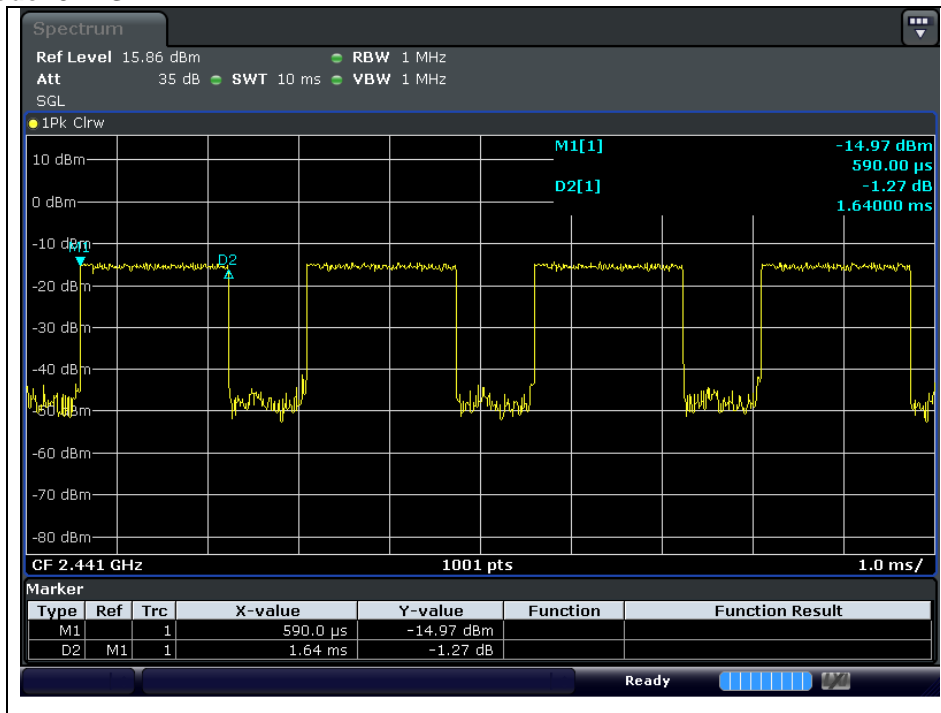 Spectrum
Ref Level 15.86 dBm RBW 1 MHz
Att 35 dB SWT 10 ms VBW 1 MHz
SGL
1Pk Clrw
M1[1] -14.97 dBm
590.00 µs
D2[1] -1.27 dB
1.64000 ms
10 dBm
0 dBm
-10 dBm
M1
D2
-20 dBm
-30 dBm
-40 dBm
-50 dBm
-60 dBm
-70 dBm
-80 dBm
CF 2.441 GHz 1001 pts 1.0 ms/
Marker
Type Ref Trc X-value Y-value Function Function Result
M1 1 590.0 µs -14.97 dBm
D2 M1 1 1.64 ms -1.27 dB
Ready